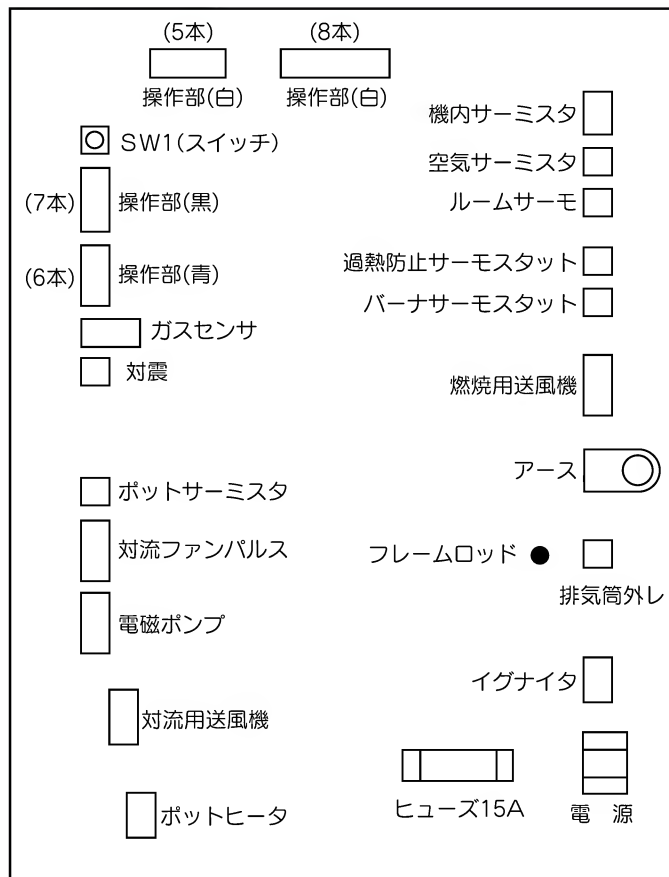 (5本)
(8本)
操作部(白)
操作部(白)
SW1(スイッチ)
(7本)
操作部(黒)
(6本)
操作部(青)
ガスセンサ
対震
ポットサーミスタ
対流ファンパルス
電磁ポンプ
対流用送風機
ポットヒータ
機内サーミスタ
空気サーミスタ
ルームサーモ
過熱防止サーモスタット
バーナサーモスタット
燃焼用送風機
アース
フレームロッド
排気筒外レ
イグナイタ
ヒューズ15A
電 源